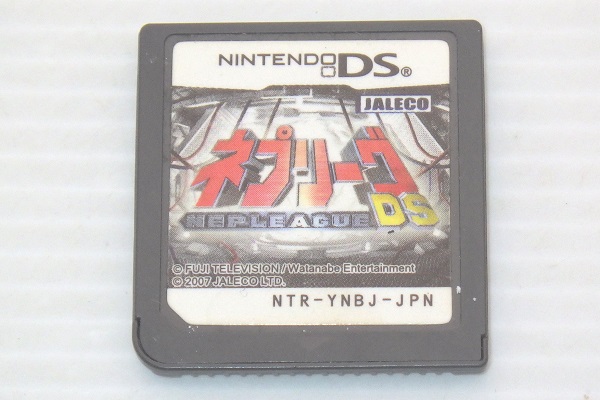 NINTENDO DS®
JALECO
ネプリーグ
NEPLEAGUE DS
© FUJI TELEVISION / Watanabe Entertainment
© 2007 JALECO LTD.
NTR-YNBJ-JPN